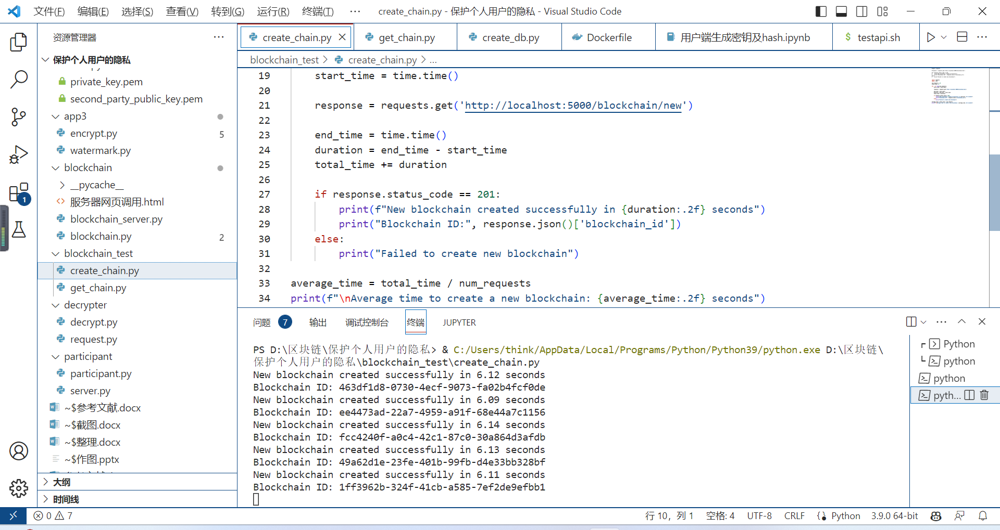 文件(F) 编辑(E) 选择(S) 查看(V) 转到(G) 运行(R) 终端(T) ··· create_chain.py - 保护个人用户的隐私 - Visual Studio Code
资源管理器 ···
create_chain.py get_chain.py create_db.py Dockerfile 用户端生成密钥及hash.ipynb $ testapi.sh ···
保护个人用户的隐私
blockchain_test > create_chain.py > ...
private_key.pem
second_party_public_key.pem
app3
encrypt.py 5
watermark.py
blockchain
__pycache__
<> 服务器网页调用.html
blockchain_server.py
blockchain.py 2
blockchain_test
create_chain.py
get_chain.py
decrypter
decrypt.py
request.py
participant
participant.py
server.py
~$参考文献.docx
~$截图.docx
~$整理.docx
~$作图.pptx
大纲
时间线
1
19 start_time = time.time()
20
21 response = requests.get('http://localhost:5000/blockchain/new')
22
23 end_time = time.time()
24 duration = end_time - start_time
25 total_time += duration
26
27 if response.status_code == 201:
28 print(f"New blockchain created successfully in {duration:.2f} seconds")
29 print("Blockchain ID:", response.json()['blockchain_id'])
30 else:
31 print("Failed to create new blockchain")
32
33 average_time = total_time / num_requests
34 print(f"\nAverage time to create a new blockchain: {average_time:.2f} seconds")
问题 7 输出 调试控制台 终端 JUPYTER ···
PS D:\区块链\保护个人用户的隐私> & C:/Users/think/AppData/Local/Programs/Python/Python39/python.exe D:\区块链\
保护个人用户的隐私\blockchain_test\create_chain.py
New blockchain created successfully in 6.12 seconds
Blockchain ID: 463df1d8-0730-4ecf-9073-fa02b4fcf0de
New blockchain created successfully in 6.09 seconds
Blockchain ID: ee4473ad-22a7-4959-a91f-68e44a7c1156
New blockchain created successfully in 6.14 seconds
Blockchain ID: fcc4240f-a0c4-42c1-87c0-30a864d3afdb
New blockchain created successfully in 6.13 seconds
Blockchain ID: 49a62d1e-23fe-401b-99fb-d4e33bb328bf
New blockchain created successfully in 6.11 seconds
Blockchain ID: 1ff3962b-324f-41cb-a585-7ef2de9efbb1
Python
python
python
pyth...
0 7 行 10, 列 1 空格: 4 UTF-8 CRLF Python 3.9.0 64-bit